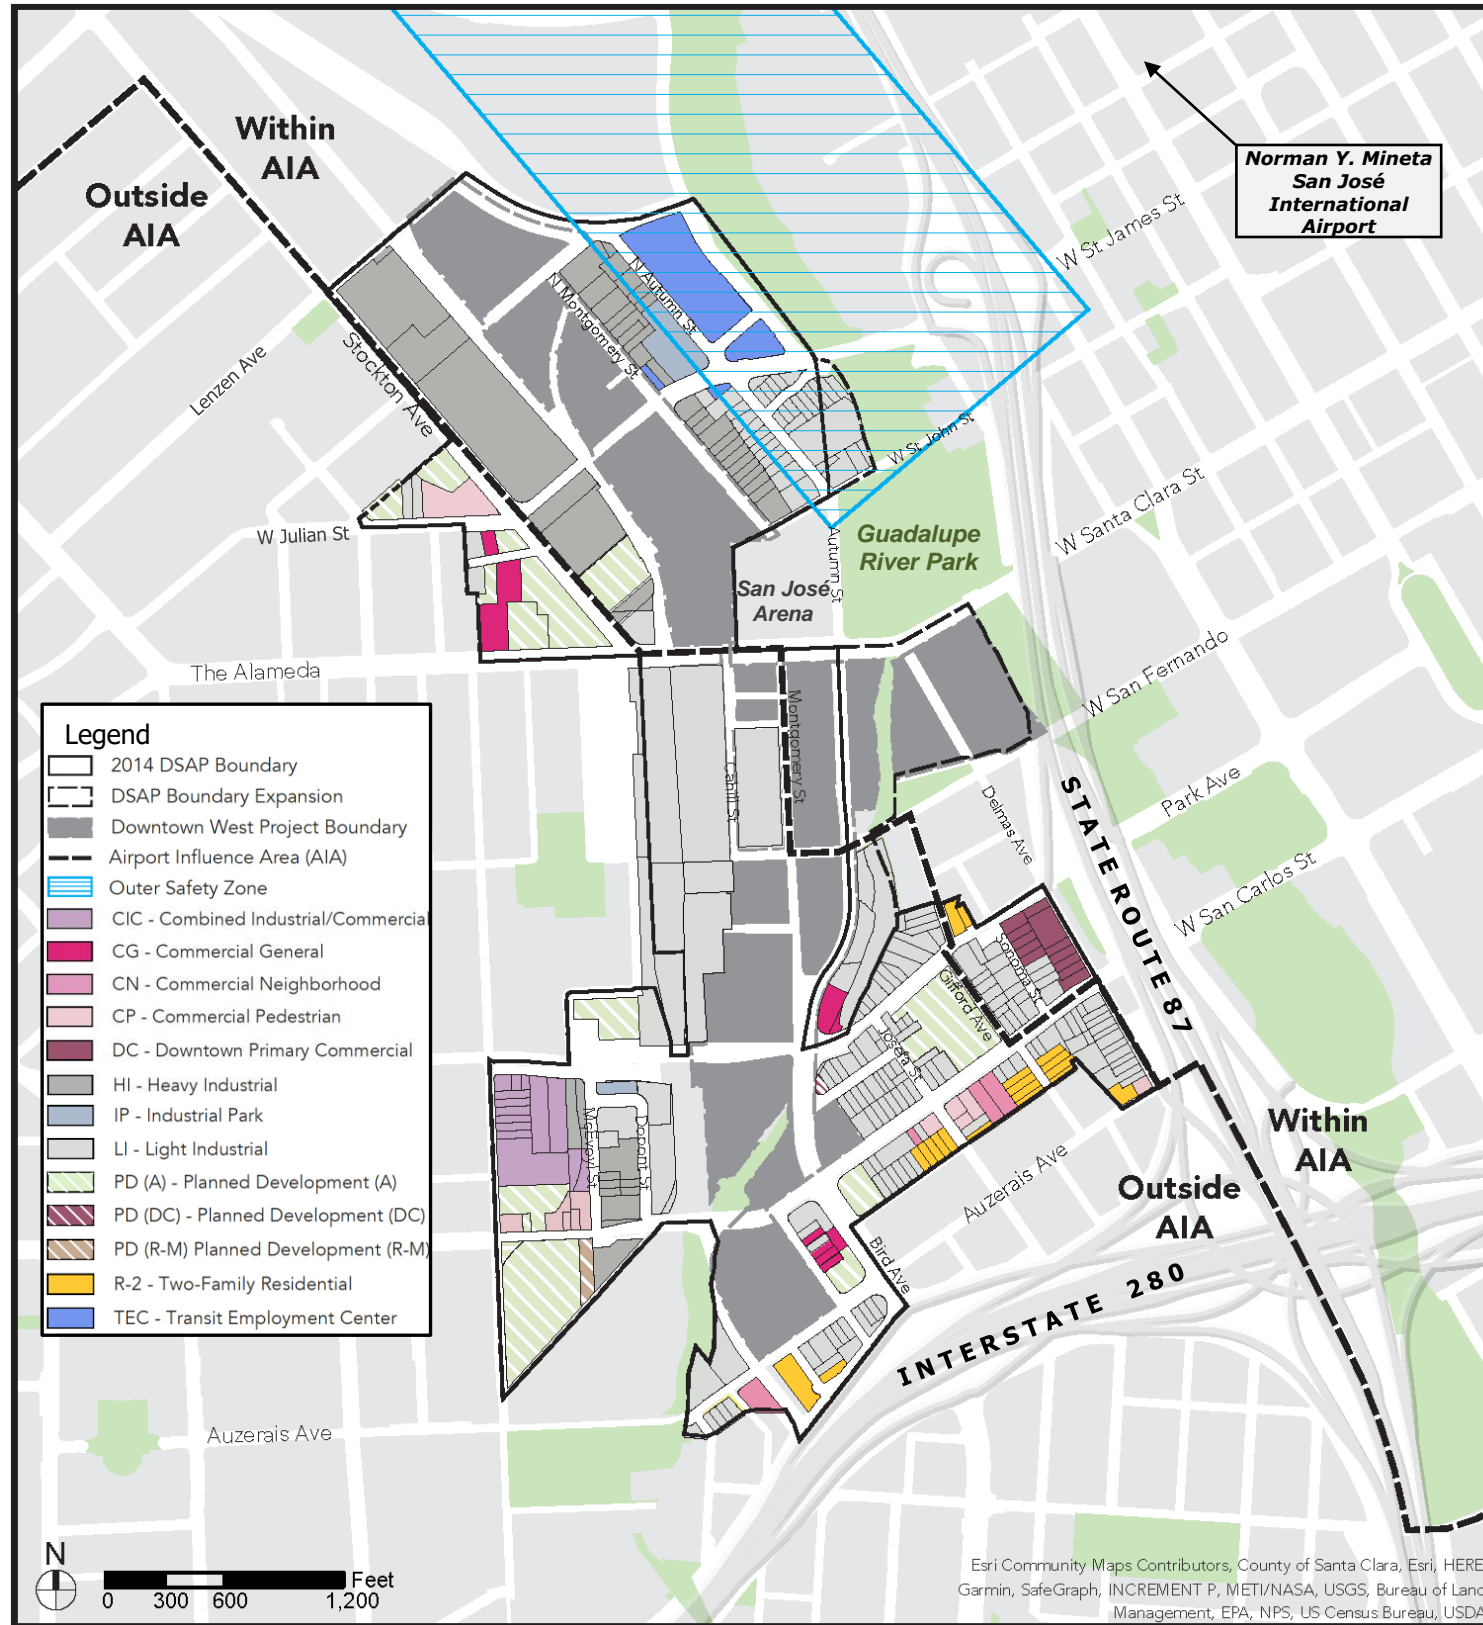 Within
AIA
Outside
AIA
Norman Y. Mineta
San José
International
Airport
W St James St
N Autumn St
N Montgomery St
Stockton Ave
Lenzen Ave
W St John St
W Santa Clara St
W Julian St
Guadalupe
River Park
Autumn St
San José
Arena
The Alameda
W San Fernando
Montgomery St
Cahill St
Park Ave
Delmas Ave
STATE ROUTE 87
W San Carlos St
Sonoma St
Gifford Ave
Josefa St
McEvoy St
Dupont St
Auzerais Ave
Bird Ave
Within
AIA
Outside
AIA
INTERSTATE 280
Auzerais Ave
Legend
2014 DSAP Boundary
DSAP Boundary Expansion
Downtown West Project Boundary
Airport Influence Area (AIA)
Outer Safety Zone
CIC - Combined Industrial/Commercial
CG - Commercial General
CN - Commercial Neighborhood
CP - Commercial Pedestrian
DC - Downtown Primary Commercial
HI - Heavy Industrial
IP - Industrial Park
LI - Light Industrial
PD (A) - Planned Development (A)
PD (DC) - Planned Development (DC)
PD (R-M) Planned Development (R-M)
R-2 - Two-Family Residential
TEC - Transit Employment Center
N
Feet
0 300 600 1,200
Esri Community Maps Contributors, County of Santa Clara, Esri, HERE
Garmin, SafeGraph, INCREMENT P, METI/NASA, USGS, Bureau of Land
Management, EPA, NPS, US Census Bureau, USDA